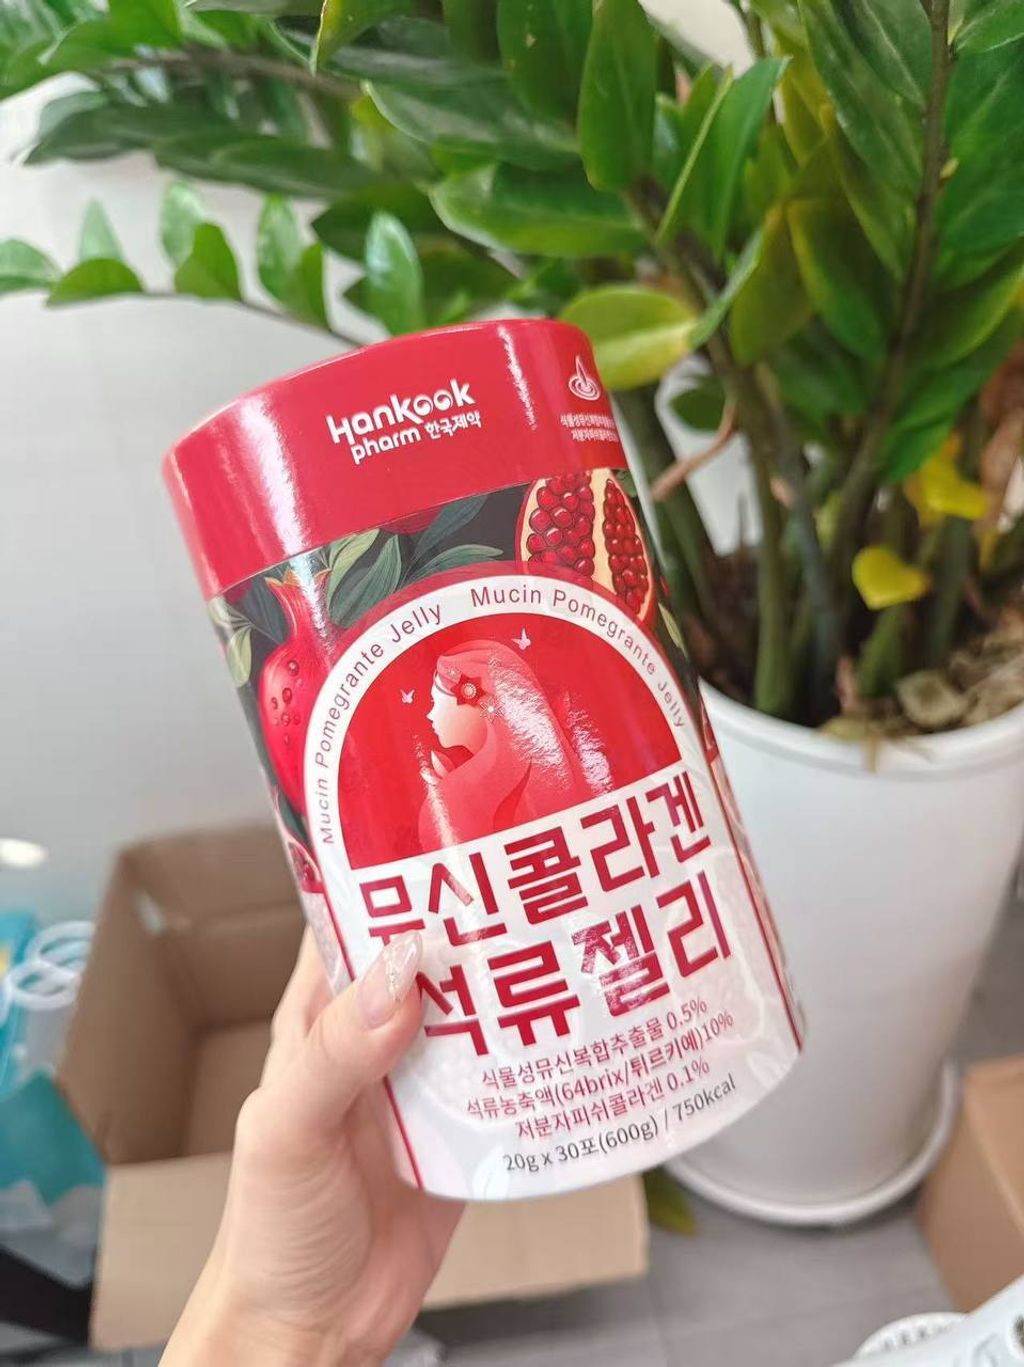 Hankook
pharm 한국제약
Mucin Pomegrante Jelly Mucin Pomegrante Jelly
뮤신콜라겐
석류젤리
식물성뮤신복합추출물 0.5%
석류농축액(64brix/튀르키예)10%
저분자피쉬콜라겐 0.1%
20g x 30포(600g) / 750kcal